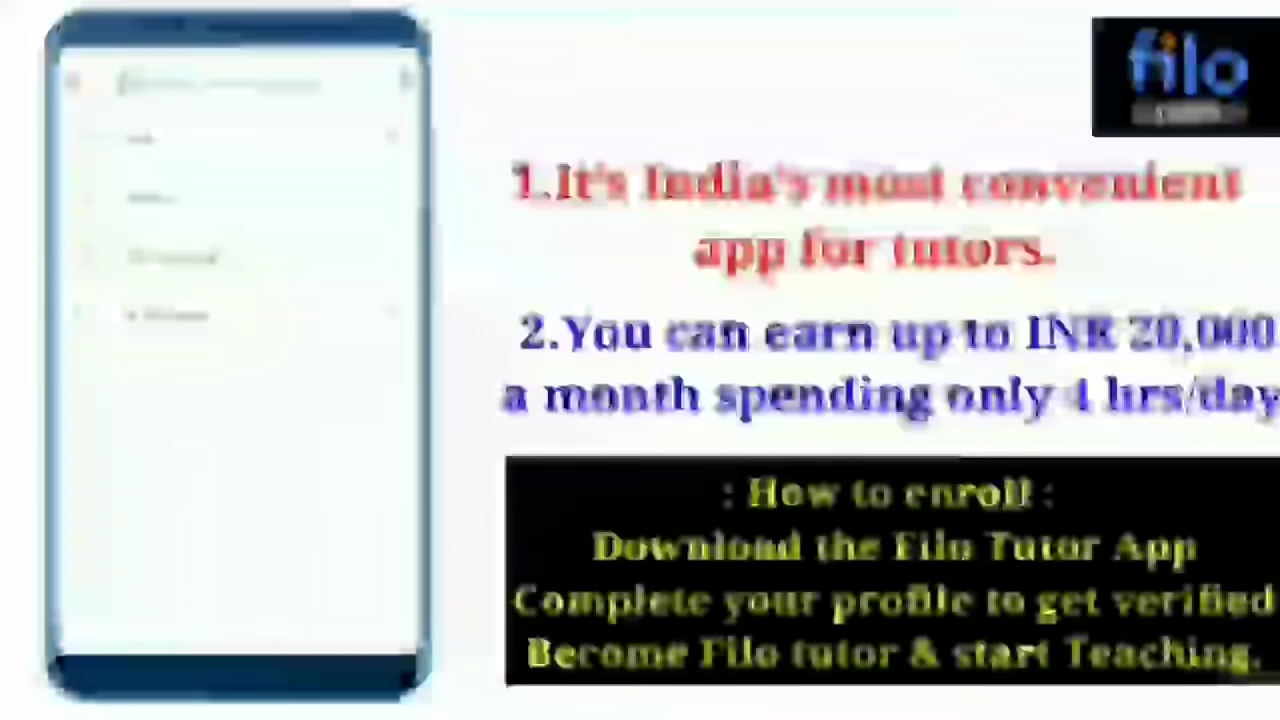 filo
1.It's India's most convenient
app for tutors.
2.You can earn up to INR 20,000
a month spending only 4 hrs/day
: How to enroll :
Download the Filo Tutor App
Complete your profile to get verified
Become Filo tutor & start Teaching.